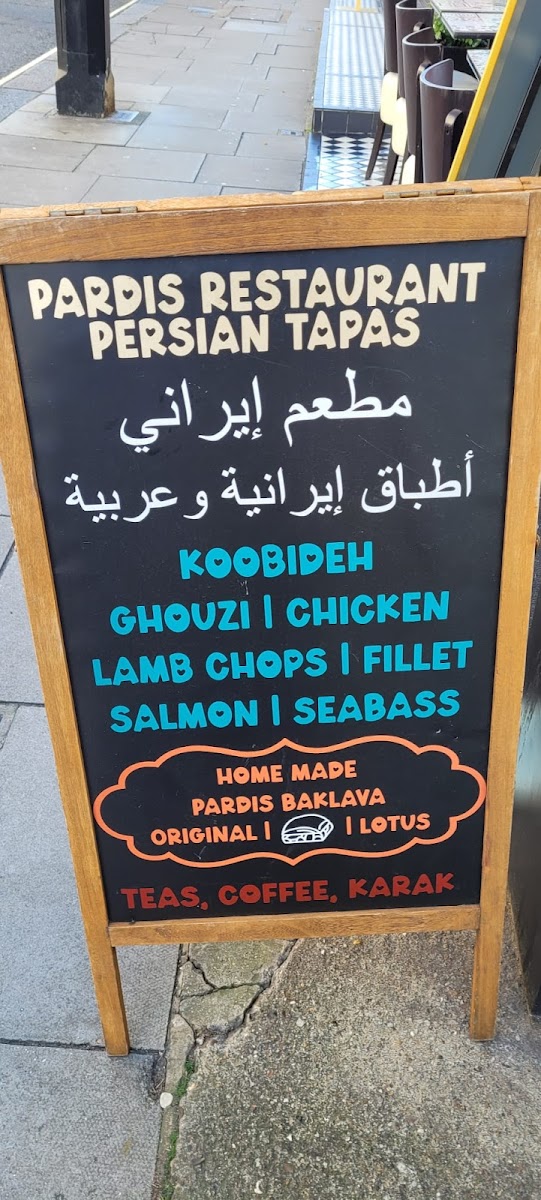 PARDIS RESTAURANT
PERSIAN TAPAS
مطعم إيراني
أطباق إيرانية وعربية
KOOBIDEH
GHOUZI | CHICKEN
LAMB CHOPS | FILLET
SALMON | SEABASS
HOME MADE
PARDIS BAKLAVA
ORIGINAL | | LOTUS
TEAS, COFFEE, KARAK